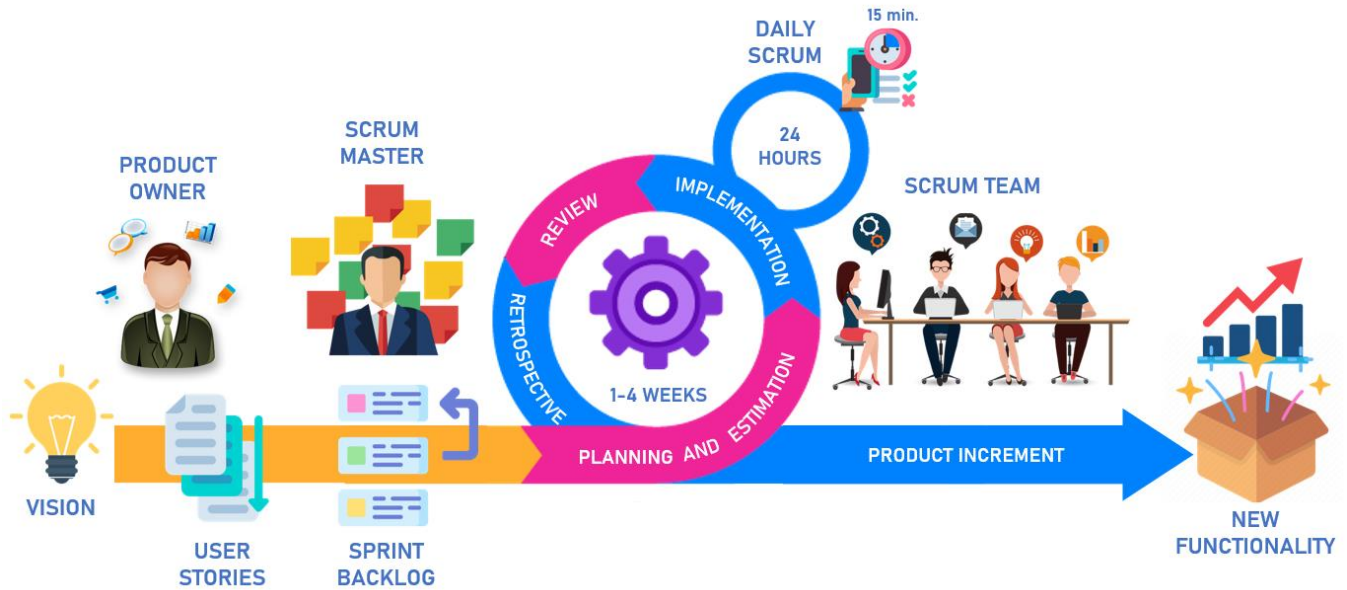 15 min.
DAILY
SCRUM
24
HOURS
SCRUM
MASTER
PRODUCT
OWNER
SCRUM TEAM
REVIEW
IMPLEMENTATION
RETROSPECTIVE
1-4 WEEKS
PLANNING AND ESTIMATION
PRODUCT INCREMENT
VISION
USER
STORIES
SPRINT
BACKLOG
NEW
FUNCTIONALITY